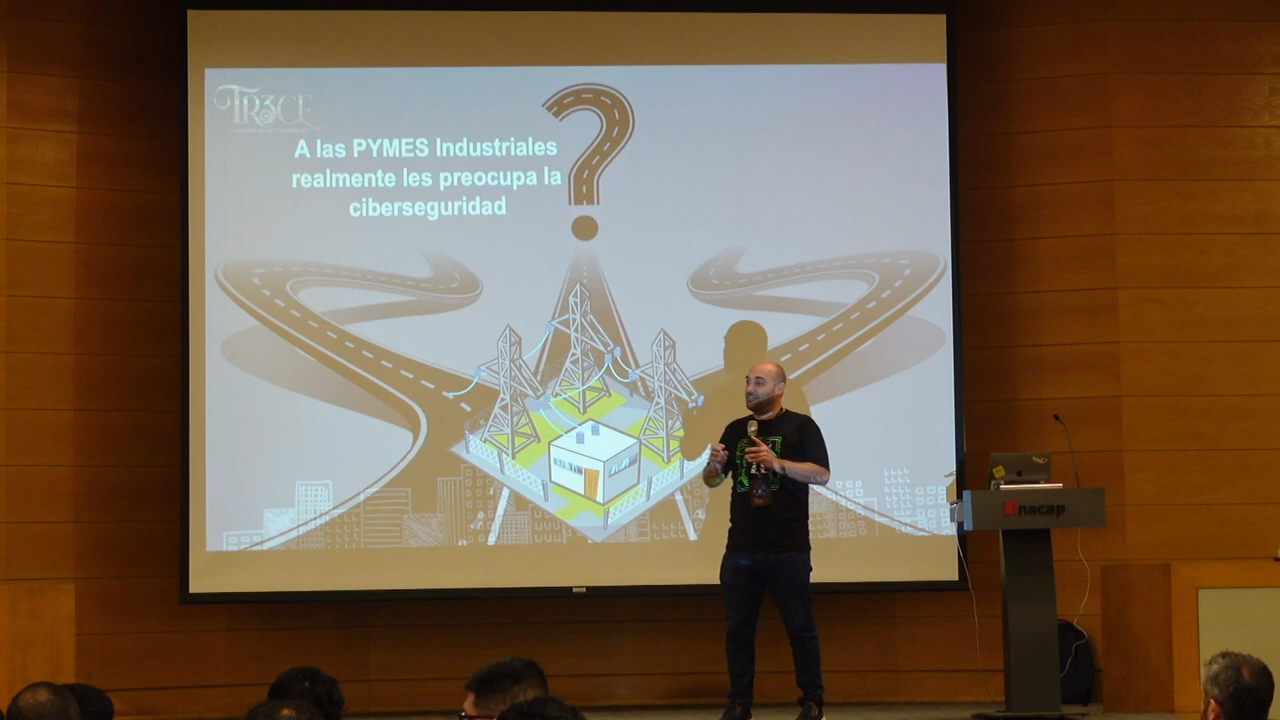 TR3CE
A las PYMES Industriales
realmente les preocupa la
ciberseguridad
?
inacap